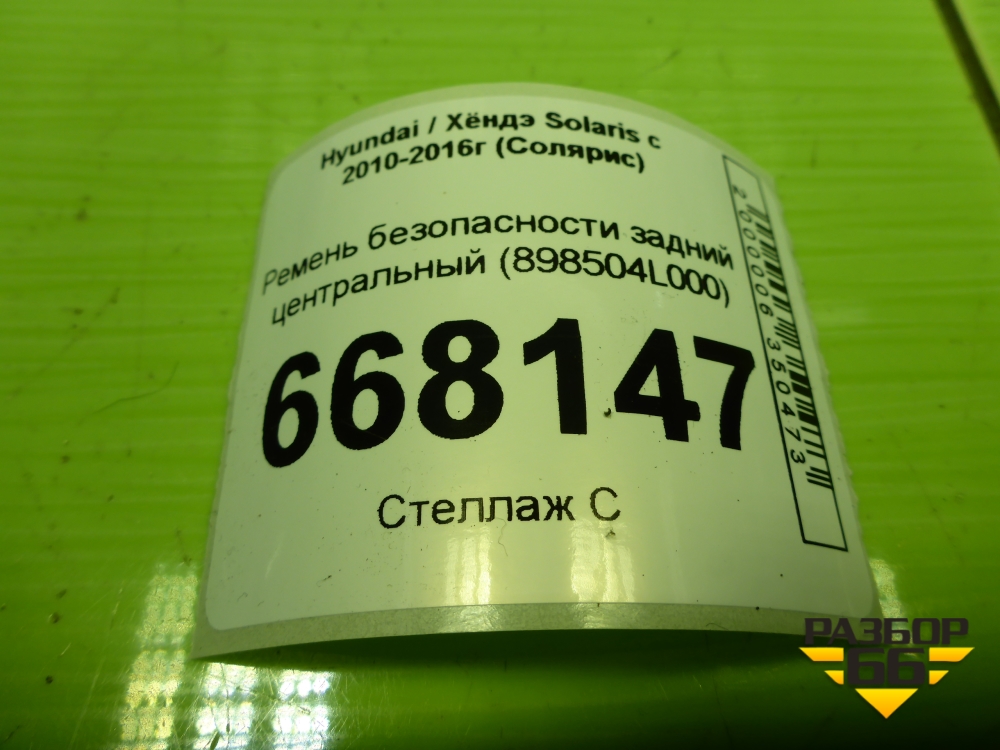 Hyundai / Хёндэ Solaris с
2010-2016г (Солярис)
Ремень безопасности задний
центральный (898504L000)
668147
Стеллаж С
2000006350473
РАЗБОР
66